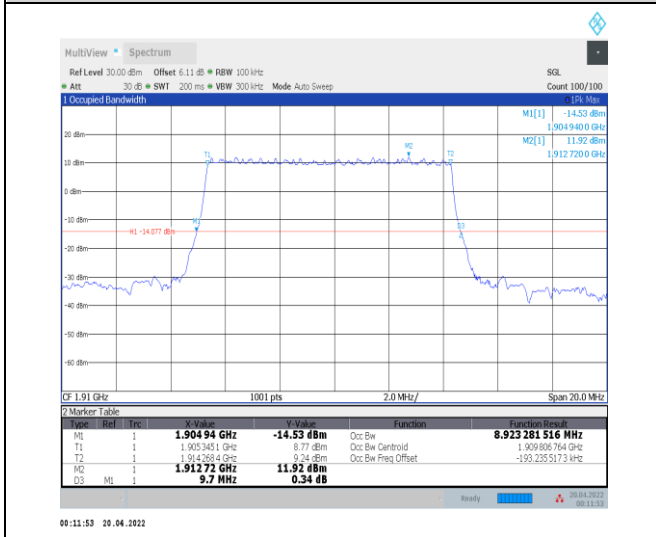 MultiView Spectrum
Ref Level 30.00 dBm Offset 6.11 dB RBW 100 kHz SGL
Att 30 dB SWT 200 ms VBW 300 kHz Mode Auto Sweep Count 100/100
1 Occupied Bandwidth 1Pk Max
M1[1] -14.53 dBm
1.904 940 0 GHz
20 dBm M2[1] 11.92 dBm
1.912 720 0 GHz
M2
T1 T2
10 dBm
0 dBm
-10 dBm
M1 D3
H1 -14.077 dBm
-20 dBm
-30 dBm
-40 dBm
-50 dBm
-60 dBm
CF 1.91 GHz 1001 pts 2.0 MHz/ Span 20.0 MHz
2 Marker Table
Type Ref Trc X-Value Y-Value Function Function Result
M1 1 1.904 94 GHz -14.53 dBm Occ Bw 8.923 281 516 MHz
T1 1 1.905 345 1 GHz 8.77 dBm Occ Bw Centroid 1.909 806 764 GHz
T2 1 1.914 268 4 GHz 9.24 dBm Occ Bw Freq Offset -193.235 517 3 kHz
M2 1 1.912 72 GHz 11.92 dBm
D3 M1 1 9.7 MHz 0.34 dB
Ready 20.04.2022
00:11:53
00:11:53 20.04.2022